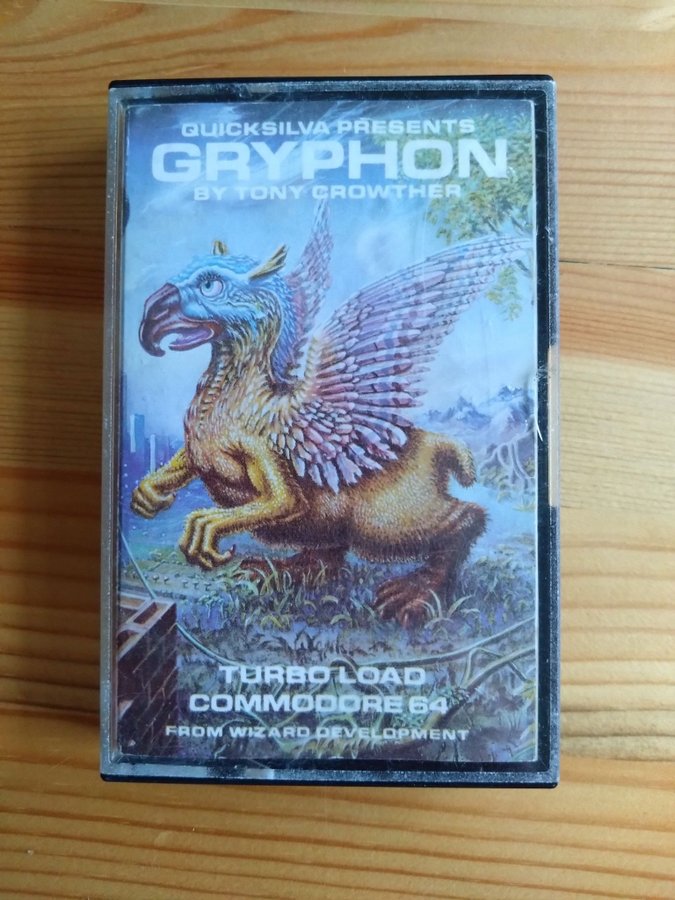 QUICKSILVA PRESENTS
GRYPHON
BY TONY CROWTHER
TURBO LOAD
COMMODORE 64
FROM WIZARD DEVELOPMENT